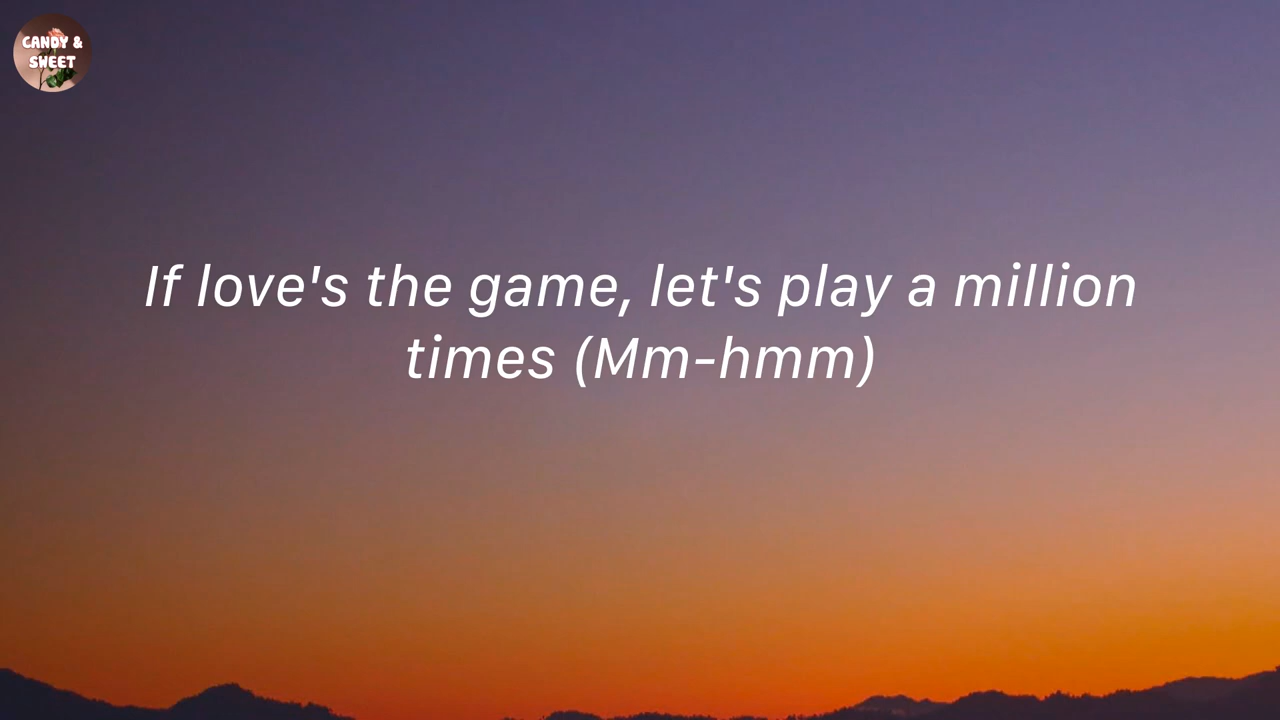 CANDY &
SWEET
If love's the game, let's play a million
times (Mm-hmm)